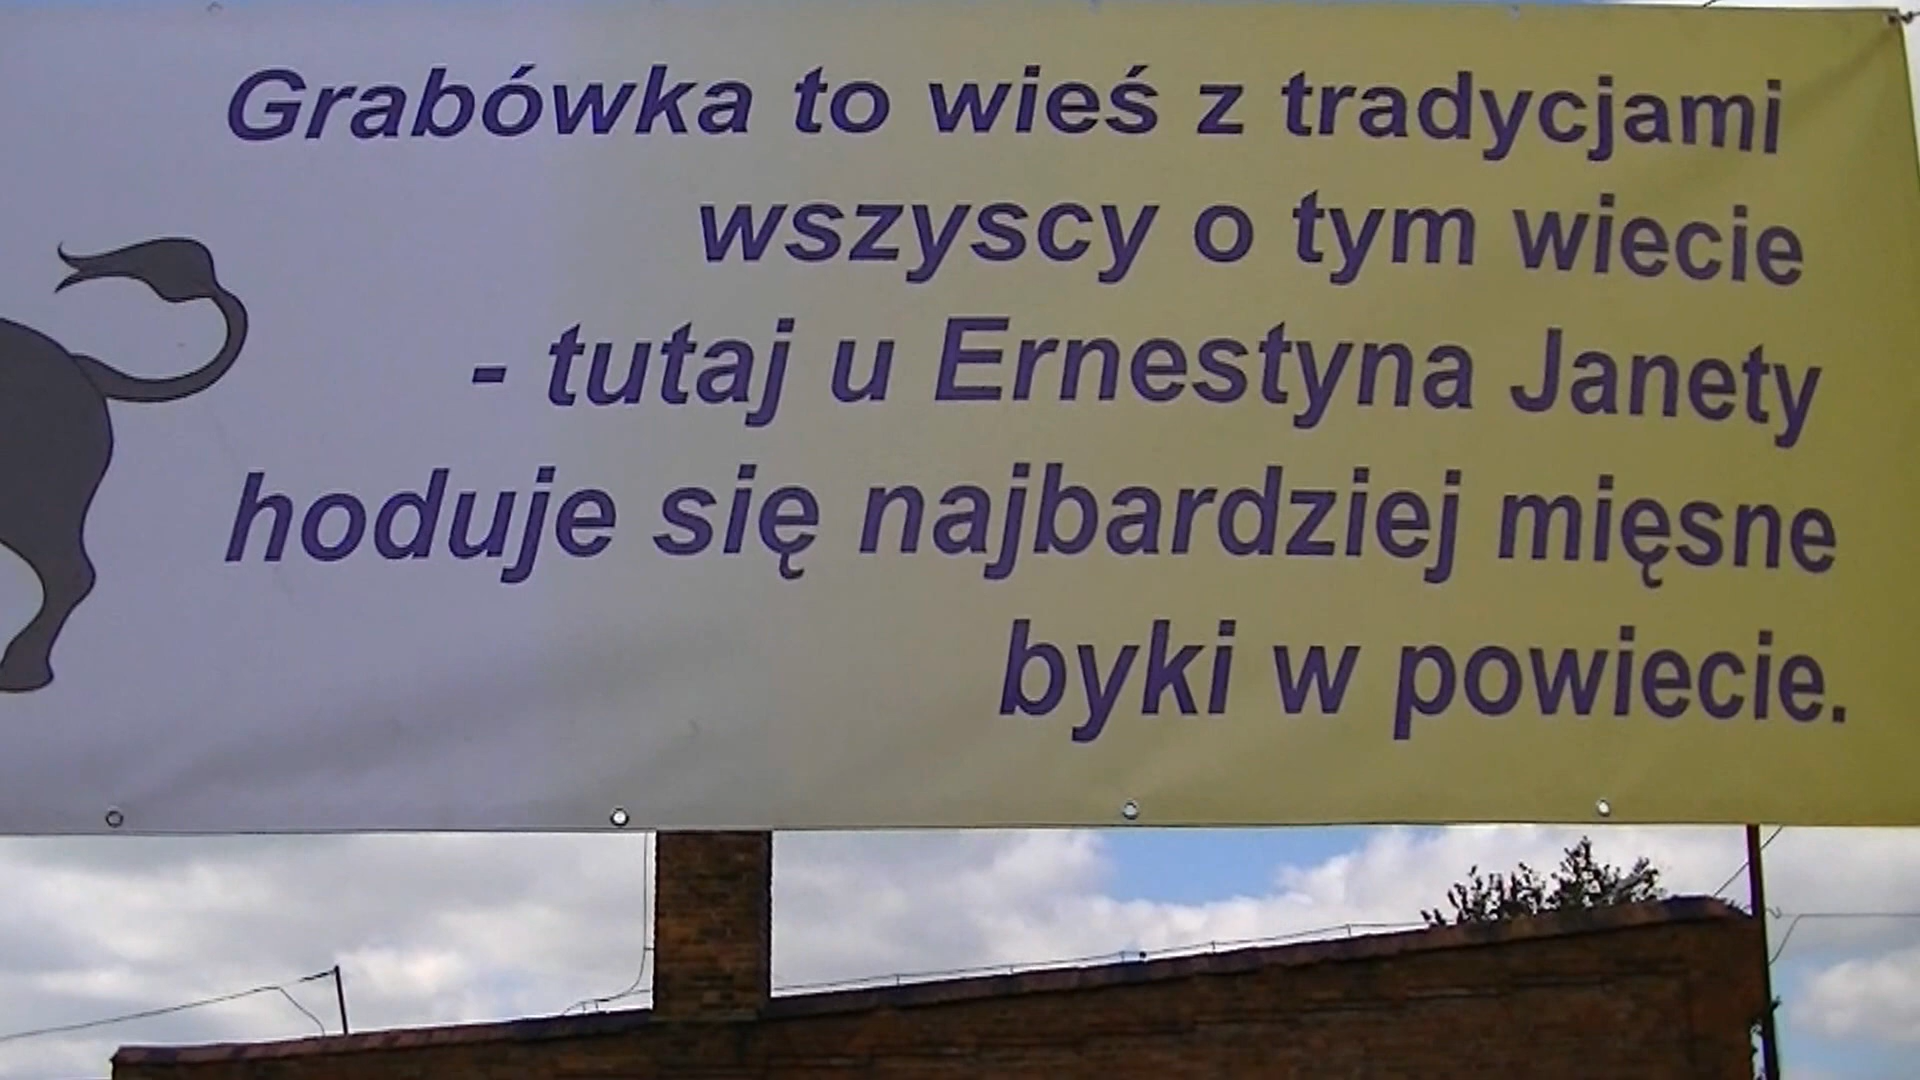 Grabówka to wieś z tradycjami
wszyscy o tym wiecie
- tutaj u Ernestyna Janety
hoduje się najbardziej mięsne
byki w powiecie.